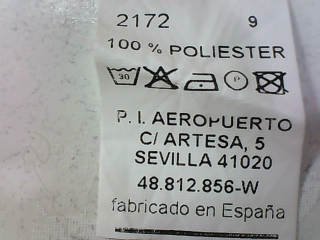 2172 9
100 % POLIESTER
30 P
P. I. AEROPUERTO
C/ ARTESA, 5
SEVILLA 41020
48.812.856-W
fabricado en España